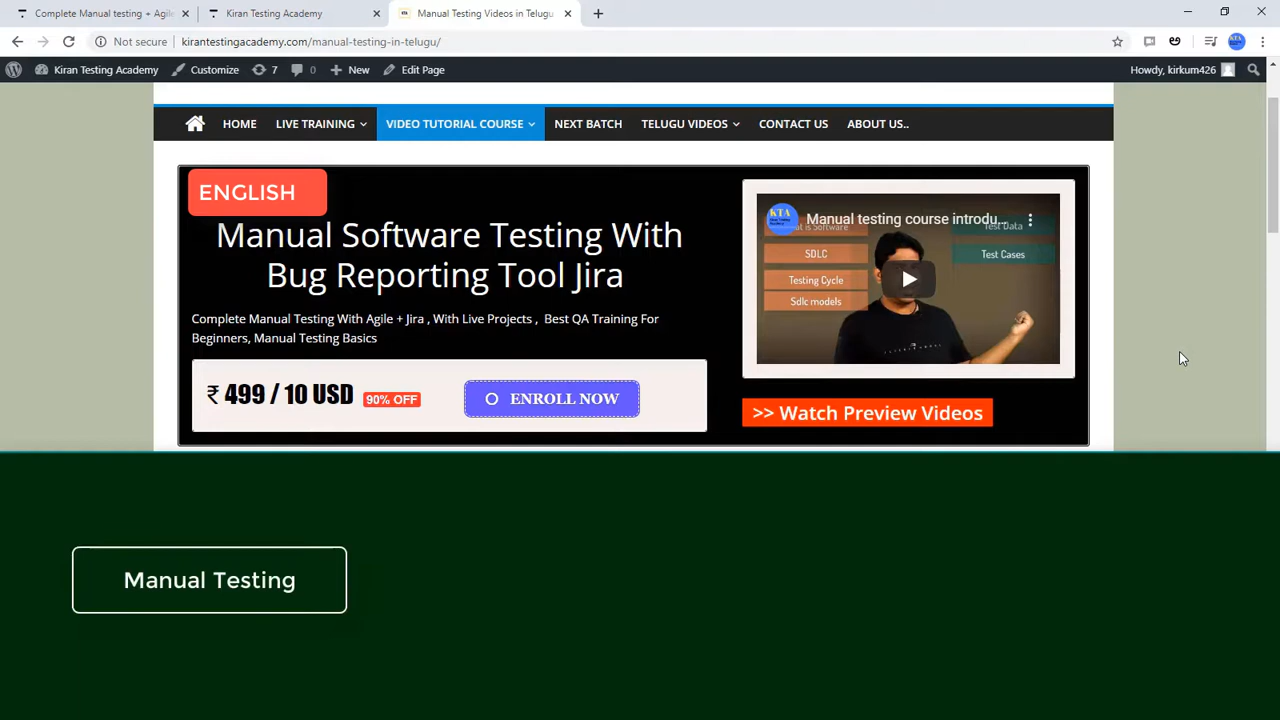 Complete Manual testing + Agile
Kiran Testing Academy
Manual Testing Videos in Telugu
Not secure
kirantestingacademy.com/manual-testing-in-telugu/
Kiran Testing Academy
Customize
7
0
New
Edit Page
Howdy, kirkum426
HOME
LIVE TRAINING
VIDEO TUTORIAL COURSE
NEXT BATCH
TELUGU VIDEOS
CONTACT US
ABOUT US..
ENGLISH
Manual Software Testing With
Bug Reporting Tool Jira
Complete Manual Testing With Agile + Jira , With Live Projects , Best QA Training For
Beginners, Manual Testing Basics
₹ 499 / 10 USD
90% OFF
ENROLL NOW
KTA
Manual testing course introdu...
is Software
Test Data
SDLC
Test Cases
Testing Cycle
Sdlc models
>> Watch Preview Videos
Manual Testing